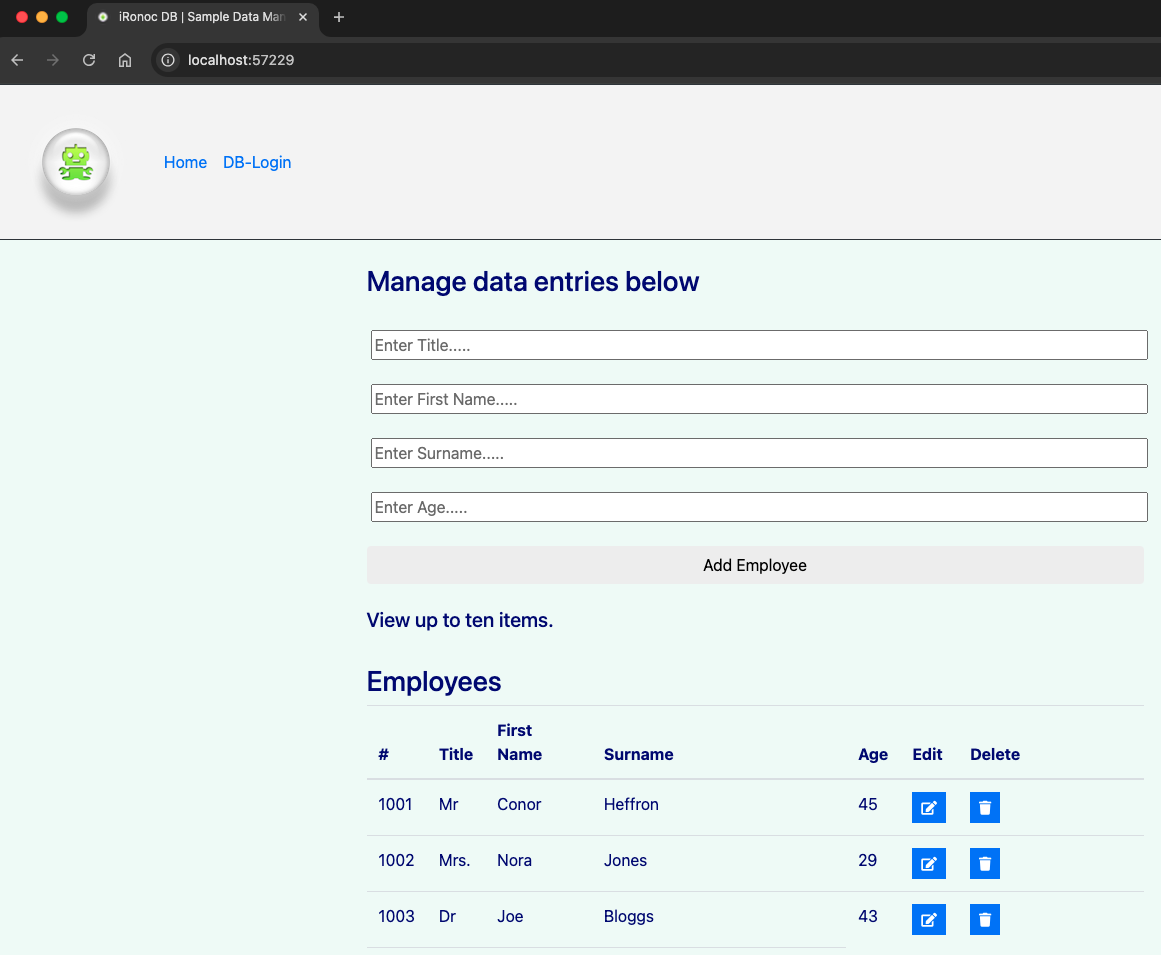 iRonoc DB | Sample Data Man
localhost:57229
Home DB-Login
Manage data entries below
Enter Title.....
Enter First Name.....
Enter Surname.....
Enter Age.....
Add Employee
View up to ten items.
Employees
# Title First Name Surname Age Edit Delete
1001 Mr Conor Heffron 45
1002 Mrs. Nora Jones 29
1003 Dr Joe Bloggs 43